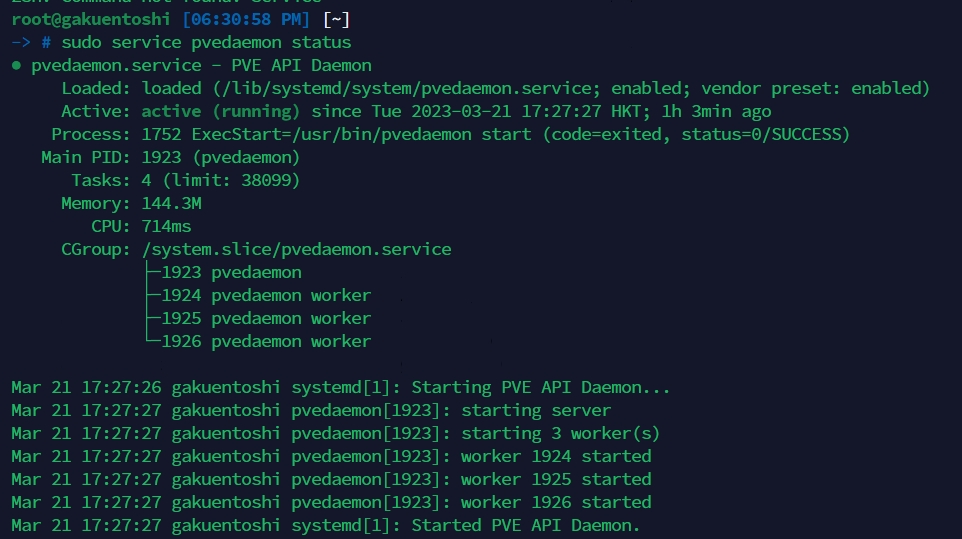 root@gakuentoshi [06:30:58 PM] [~]
-> # sudo service pvedaemon status
● pvedaemon.service - PVE API Daemon
Loaded: loaded (/lib/systemd/system/pvedaemon.service; enabled; vendor preset: enabled)
Active: active (running) since Tue 2023-03-21 17:27:27 HKT; 1h 3min ago
Process: 1752 ExecStart=/usr/bin/pvedaemon start (code=exited, status=0/SUCCESS)
Main PID: 1923 (pvedaemon)
Tasks: 4 (limit: 38099)
Memory: 144.3M
CPU: 714ms
CGroup: /system.slice/pvedaemon.service
├─1923 pvedaemon
├─1924 pvedaemon worker
├─1925 pvedaemon worker
└─1926 pvedaemon worker
Mar 21 17:27:26 gakuentoshi systemd[1]: Starting PVE API Daemon...
Mar 21 17:27:27 gakuentoshi pvedaemon[1923]: starting server
Mar 21 17:27:27 gakuentoshi pvedaemon[1923]: starting 3 worker(s)
Mar 21 17:27:27 gakuentoshi pvedaemon[1923]: worker 1924 started
Mar 21 17:27:27 gakuentoshi pvedaemon[1923]: worker 1925 started
Mar 21 17:27:27 gakuentoshi pvedaemon[1923]: worker 1926 started
Mar 21 17:27:27 gakuentoshi systemd[1]: Started PVE API Daemon.